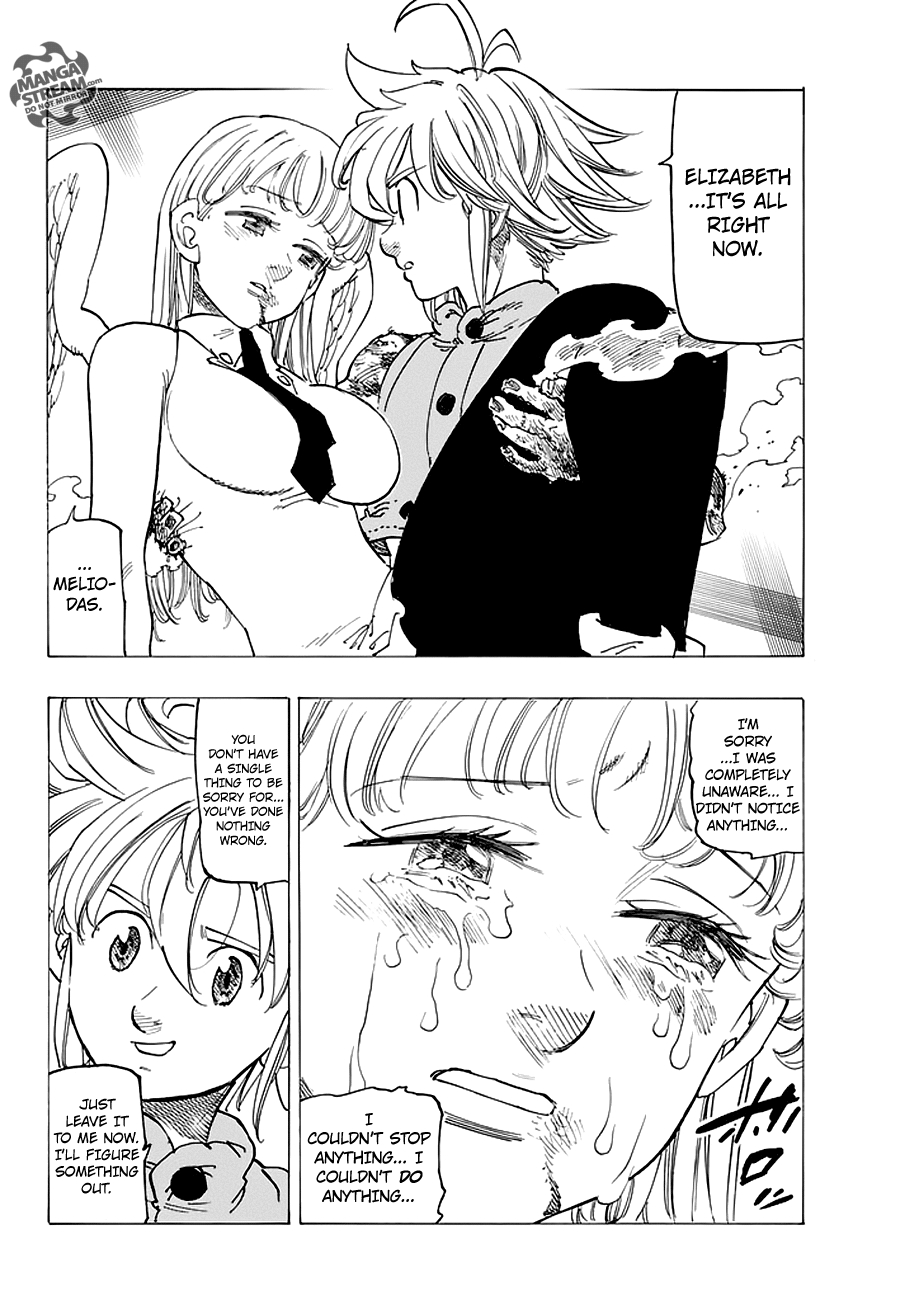 MANGA
STREAM.com
DO NOT MIRROR
ELIZABETH
...IT'S ALL
RIGHT
NOW.
...
MELIO-
DAS.
I'M
SORRY
...I WAS
COMPLETELY
UNAWARE... I
DIDN'T NOTICE
ANYTHING...
I
COULDN'T STOP
ANYTHING... I
COULDN'T DO
ANYTHING...
YOU
DON'T HAVE
A SINGLE
THING TO BE
SORRY FOR...
YOU'VE DONE
NOTHING
WRONG.
JUST
LEAVE IT
TO ME NOW.
I'LL FIGURE
SOMETHING
OUT.